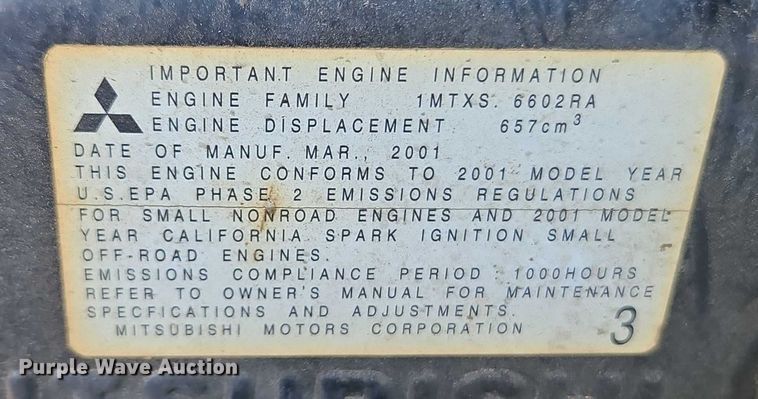 IMPORTANT ENGINE INFORMATION
ENGINE FAMILY 1MTXS. 6602RA
ENGINE DISPLACEMENT 657cm³
DATE OF MANUF. MAR., 2001
THIS ENGINE CONFORMS TO 2001 MODEL YEAR
U.S.EPA PHASE 2 EMISSIONS REGULATIONS
FOR SMALL NONROAD ENGINES AND 2001 MODEL
YEAR CALIFORNIA SPARK IGNITION SMALL
OFF-ROAD ENGINES.
EMISSIONS COMPLIANCE PERIOD : 1000HOURS
REFER TO OWNER'S MANUAL FOR MAINTENANCE
SPECFICATIONS AND ADJUSTMENTS.
MITSUBISHI MOTORS CORPORATION 3
Purple Wave Auction